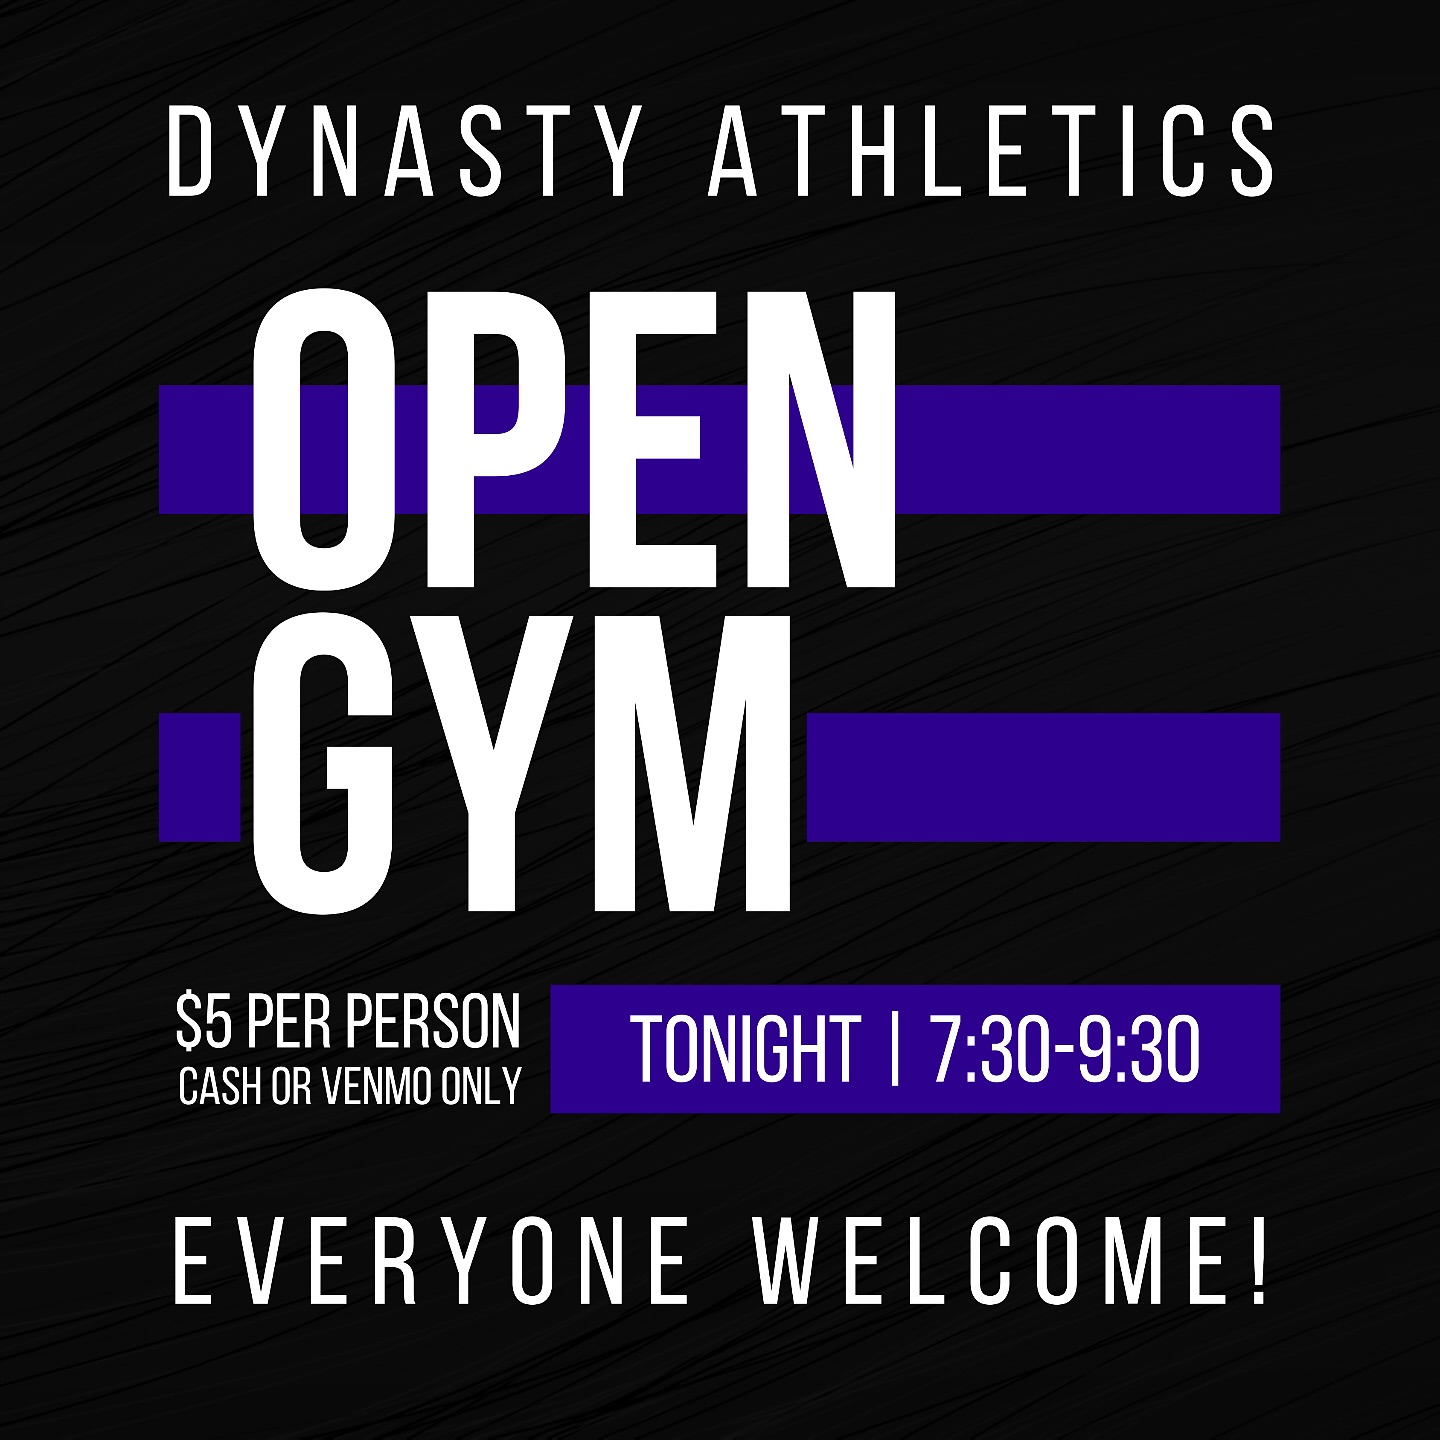 DYNASTY ATHLETICS
OPEN
GYM
$5 PER PERSON
CASH OR VENMO ONLY
TONIGHT | 7:30-9:30
EVERYONE WELCOME!